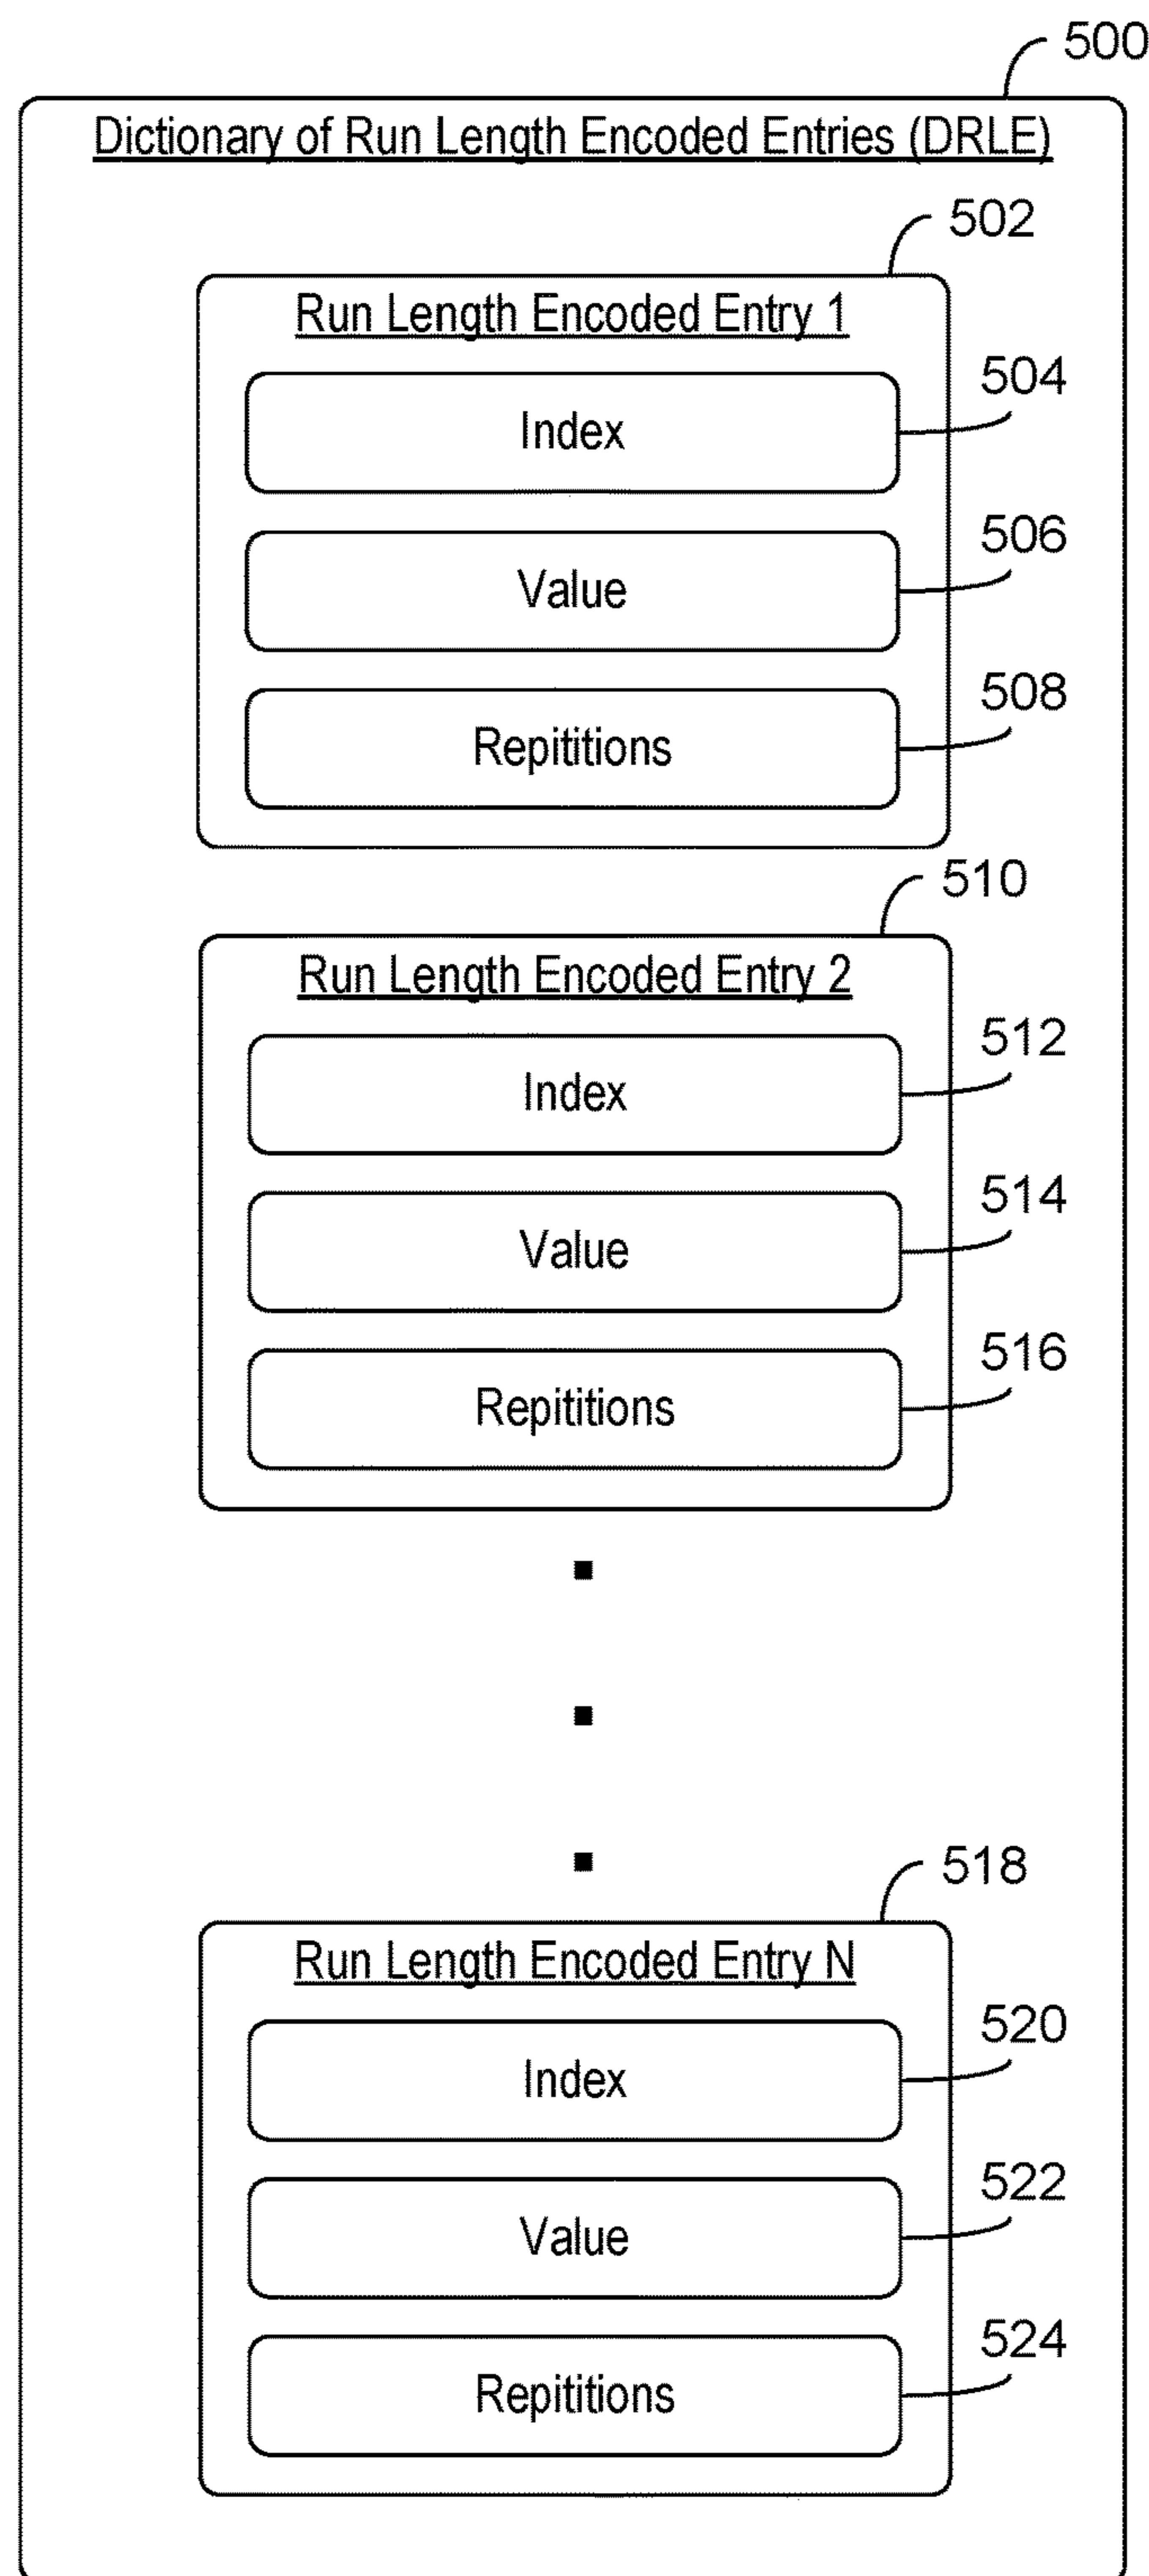 500
Dictionary of Run Length Encoded Entries (DRLE)
502
Run Length Encoded Entry 1
504
Index
506
Value
508
Repititions
510
Run Length Encoded Entry 2
512
Index
514
Value
516
Repititions
518
Run Length Encoded Entry N
520
Index
522
Value
524
Repititions